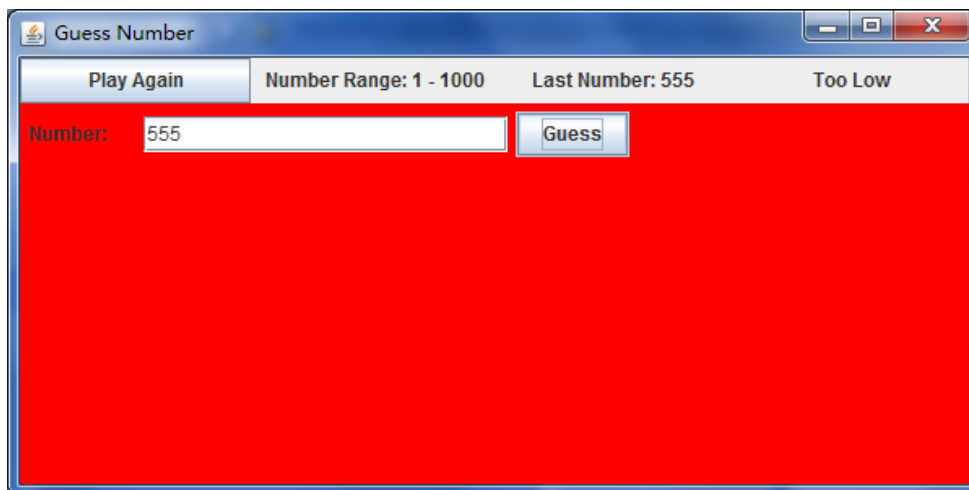 Guess Number
Play Again Number Range: 1 - 1000 Last Number: 555 Too Low
Number: 555 Guess